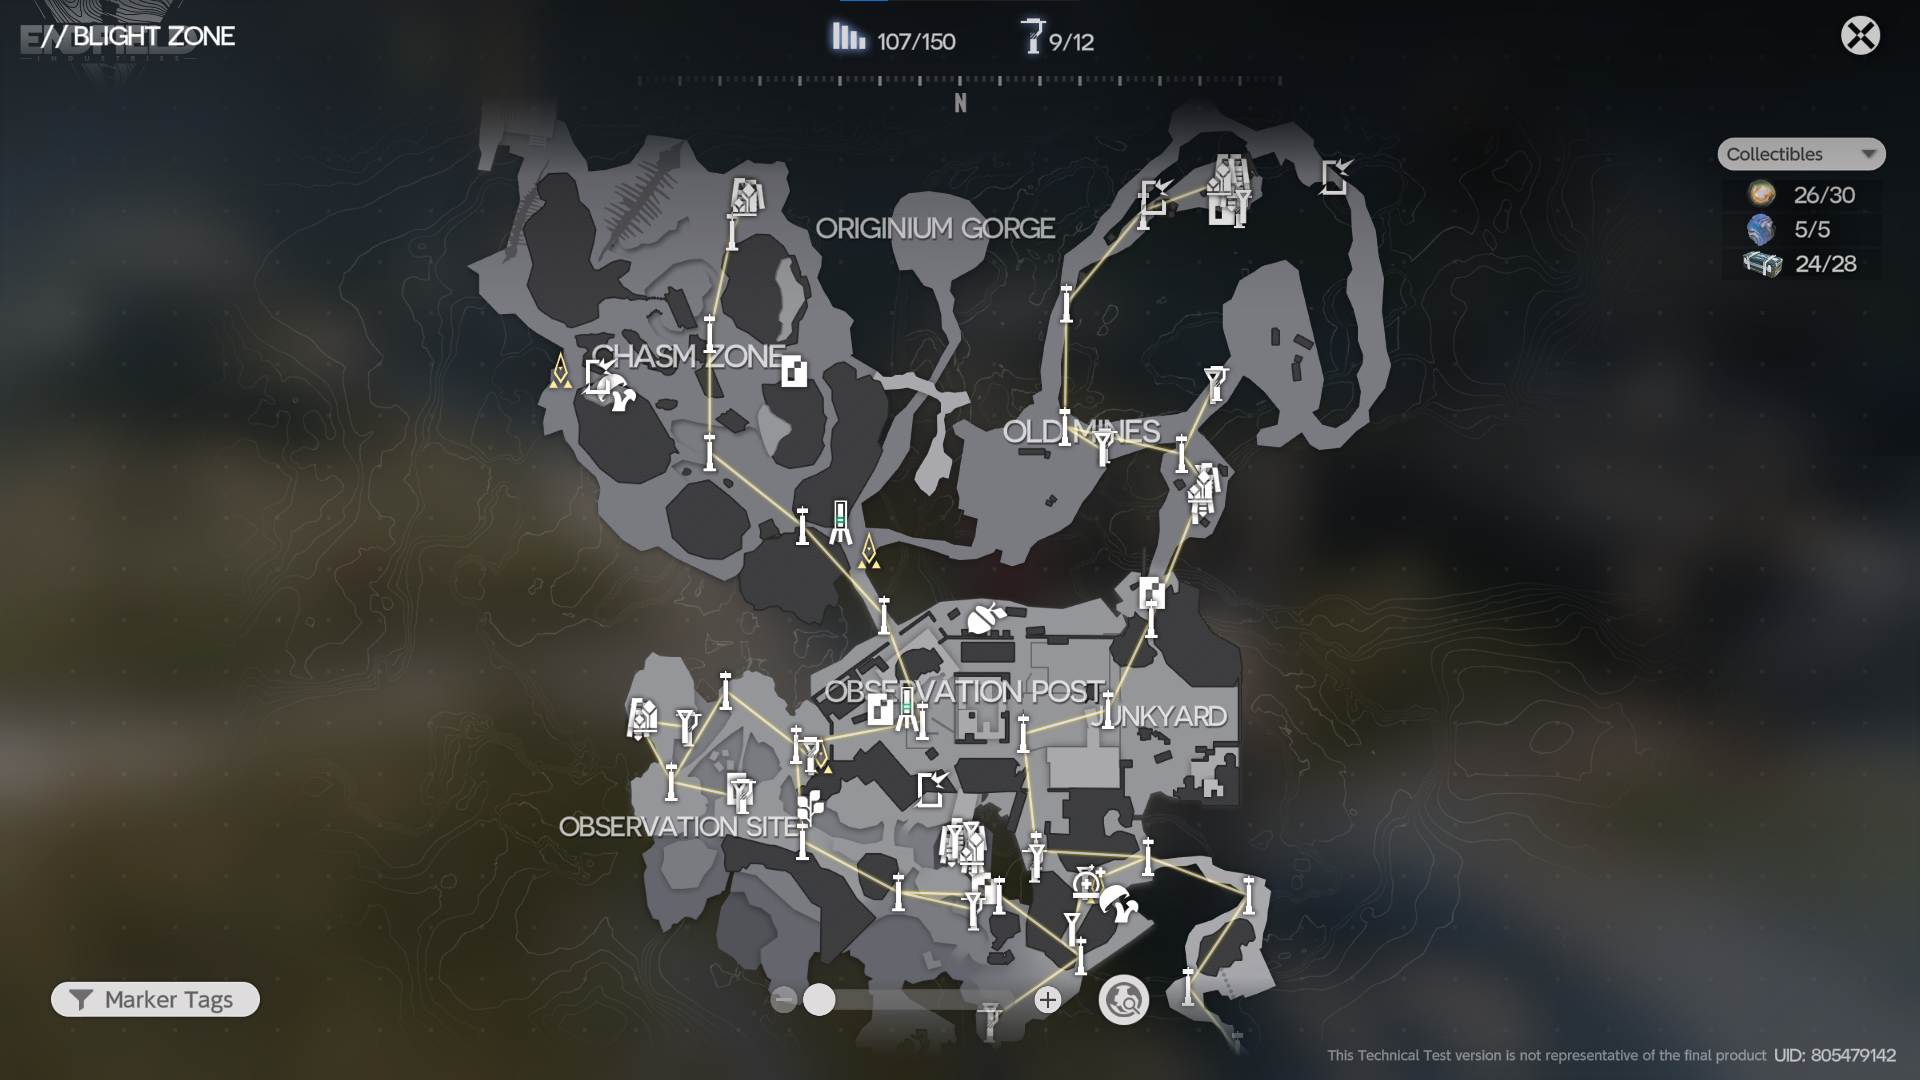 ENDFIELD
INDUSTRIES
// BLIGHT ZONE
107/150
9/12
N
Collectibles
26/30
5/5
24/28
ORIGINIUM GORGE
CHASM ZONE
OLD MINES
OBSERVATION POST
JUNKYARD
OBSERVATION SITE
Marker Tags
This Technical Test version is not representative of the final product UID: 805479142